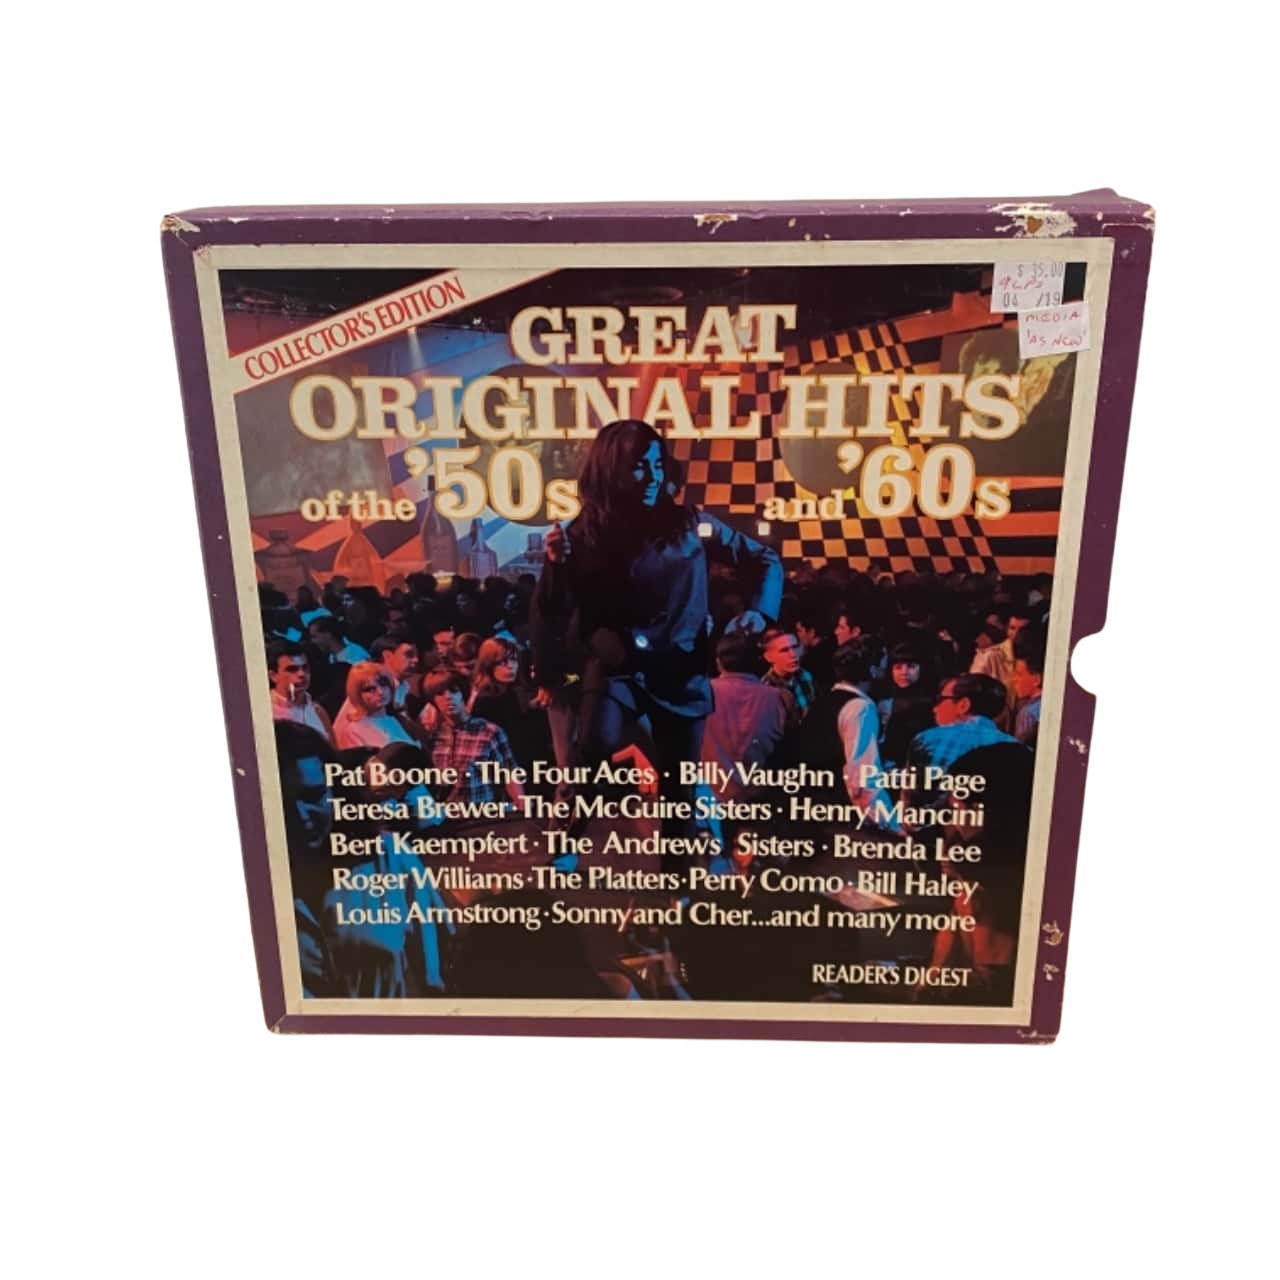 COLLECTOR'S EDITION
GREAT
ORIGINAL HITS
of the '50s and '60s
$ 35.00
9 LPs
04 /19
MEDIA
'AS NEW'
Pat Boone · The Four Aces · Billy Vaughn · Patti Page
Teresa Brewer · The McGuire Sisters · Henry Mancini
Bert Kaempfert · The Andrews Sisters · Brenda Lee
Roger Williams · The Platters · Perry Como · Bill Haley
Louis Armstrong · Sonny and Cher...and many more
READER'S DIGEST